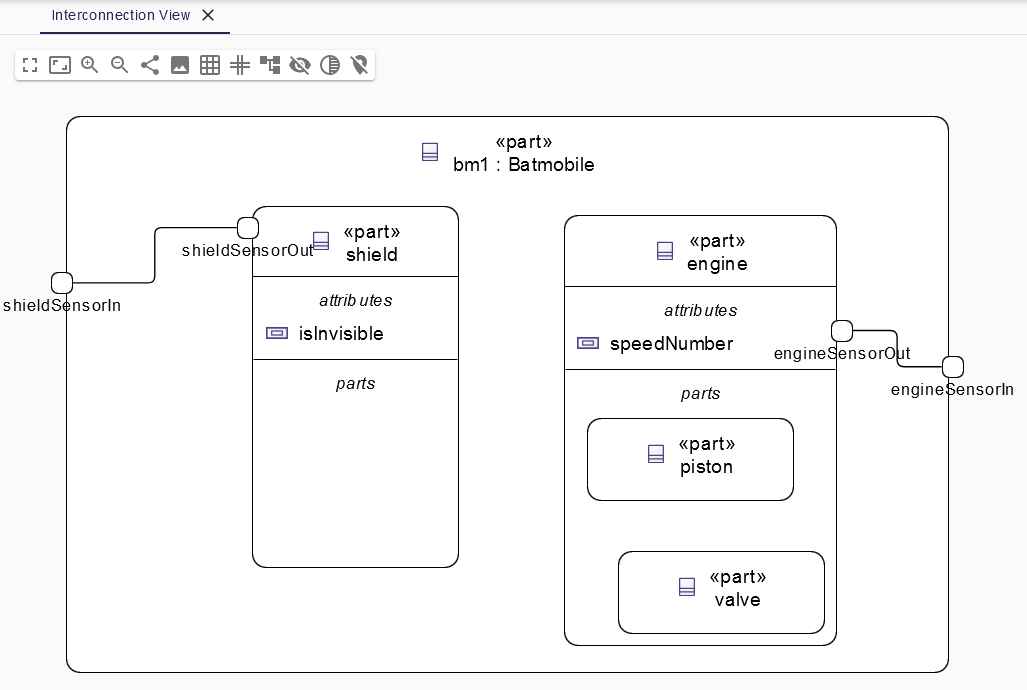 Interconnection View
«part»
bm1 : Batmobile
«part»
shield
shieldSensorOut
shieldSensorIn
attributes
isInvisible
parts
«part»
engine
attributes
speedNumber
engineSensorOut
engineSensorIn
parts
«part»
piston
«part»
valve